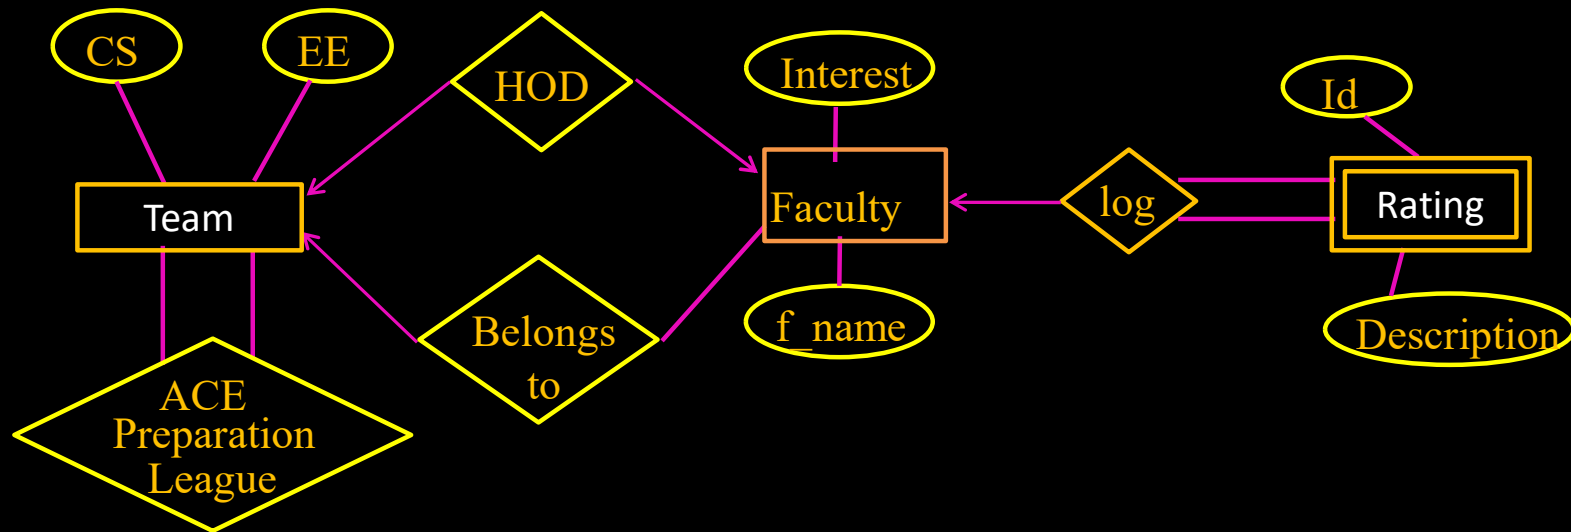 CS
EE
HOD
Interest
Id
Team
Faculty
log
Rating
Belongs
to
f_name
Description
ACE
Preparation
League